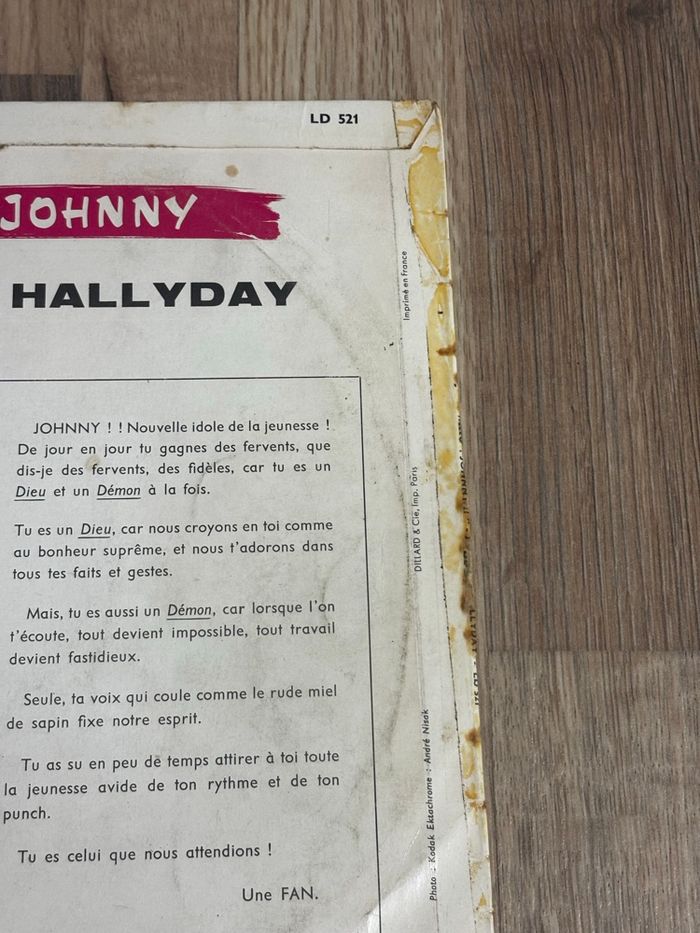 LD 521
JOHNNY
HALLYDAY
Imprimé en France
JOHNNY ! ! Nouvelle idole de la jeunesse !
De jour en jour tu gagnes des fervents, que
dis-je des fervents, des fidèles, car tu es un
Dieu et un Démon à la fois.
Tu es un Dieu, car nous croyons en toi comme
au bonheur suprême, et nous t'adorons dans
tous tes faits et gestes.
Mais, tu es aussi un Démon, car lorsque l'on
t'écoute, tout devient impossible, tout travail
devient fastidieux.
Seule, ta voix qui coule comme le rude miel
de sapin fixe notre esprit.
Tu as su en peu de temps attirer à toi toute
la jeunesse avide de ton rythme et de ton
punch.
Tu es celui que nous attendions !
Une FAN.
DILLARD & Cie, Imp. Paris
Photo : Kodak Ektachrome : André Nisak